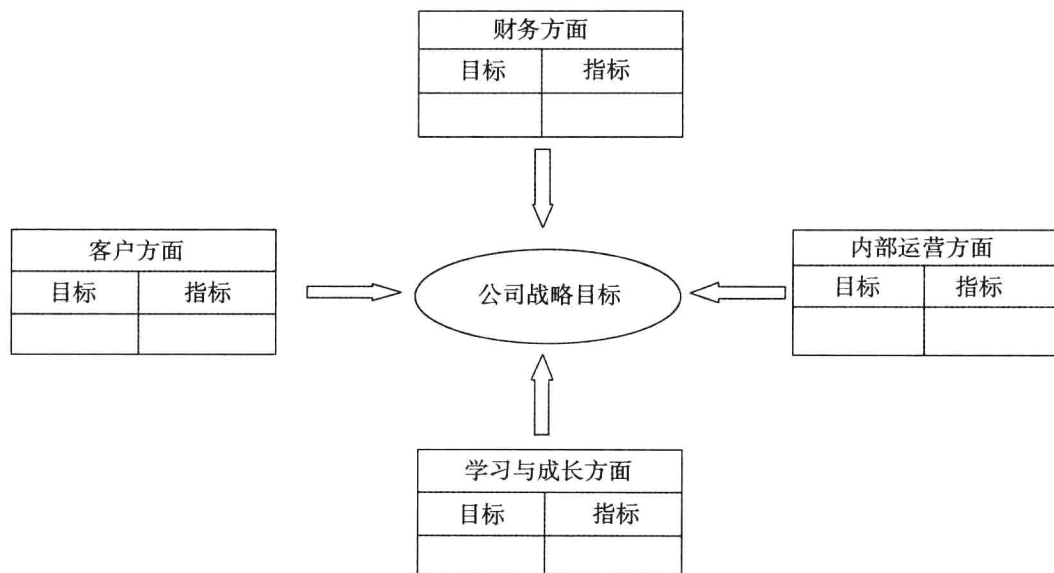 财务方面
目标 指标
客户方面
目标 指标
公司战略目标
内部运营方面
目标 指标
学习与成长方面
目标 指标